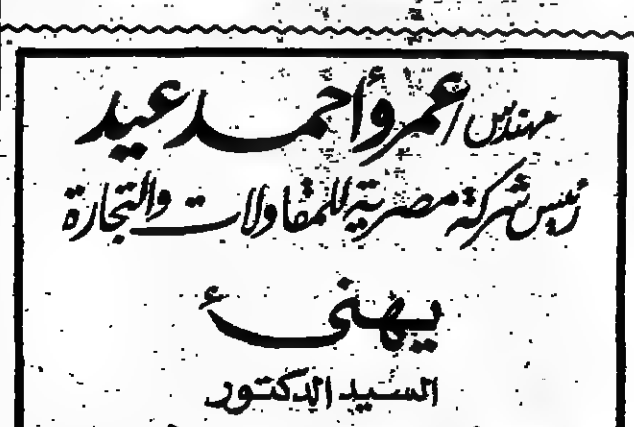 مهندس / عمرو أحمد عيد
رئيس شركة مصرية للمقاولات والتجارة
يهنئ
السيد الدكتور